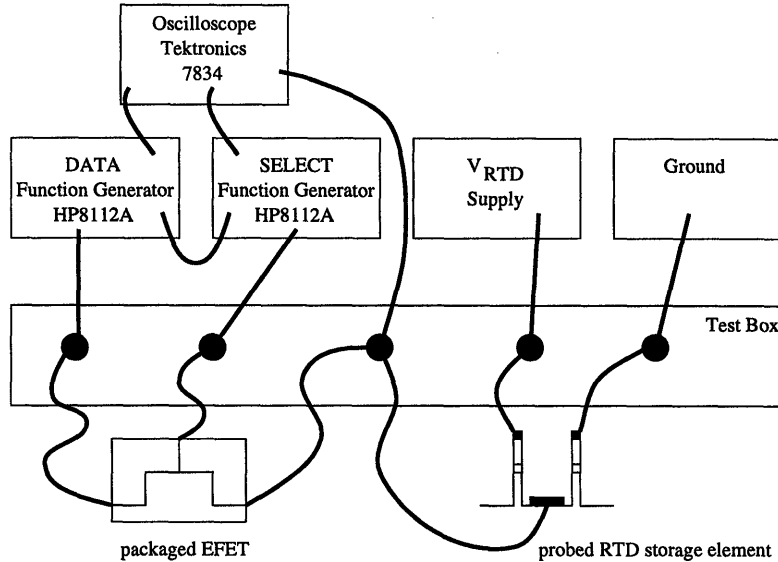 Oscilloscope
Tektronics
7834
DATA
Function Generator
HP8112A
SELECT
Function Generator
HP8112A
V RTD
Supply
Ground
Test Box
packaged EFET
probed RTD storage element